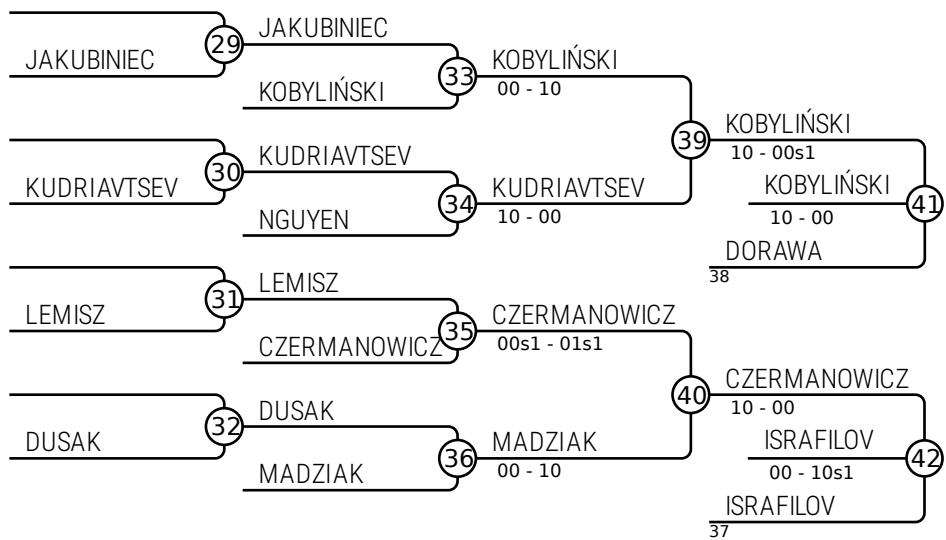 JAKUBINIEC
29
JAKUBINIEC
KOBYLIŃSKI
33
KOBYLIŃSKI
00 - 10
KUDRIAVTSEV
30
KUDRIAVTSEV
NGUYEN
34
KUDRIAVTSEV
10 - 00
39
KOBYLIŃSKI
10 - 00s1
KOBYLIŃSKI
10 - 00
41
DORAWA
38
LEMISZ
31
LEMISZ
CZERMANOWICZ
35
CZERMANOWICZ
00s1 - 01s1
DUSAK
32
DUSAK
MADZIAK
36
MADZIAK
00 - 10
40
CZERMANOWICZ
10 - 00
ISRAFILOV
00 - 10s1
42
ISRAFILOV
37